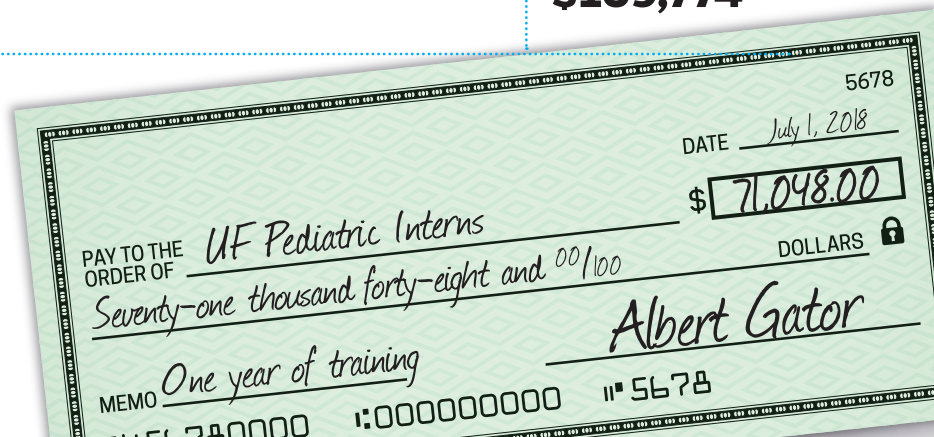 5678
DATE July 1, 2018
$ 71,048.00
PAY TO THE
ORDER OF UF Pediatric Interns
Seventy-one thousand forty-eight and 00/100 DOLLARS
Albert Gator
MEMO One year of training
⑆000000000 ⑈5678